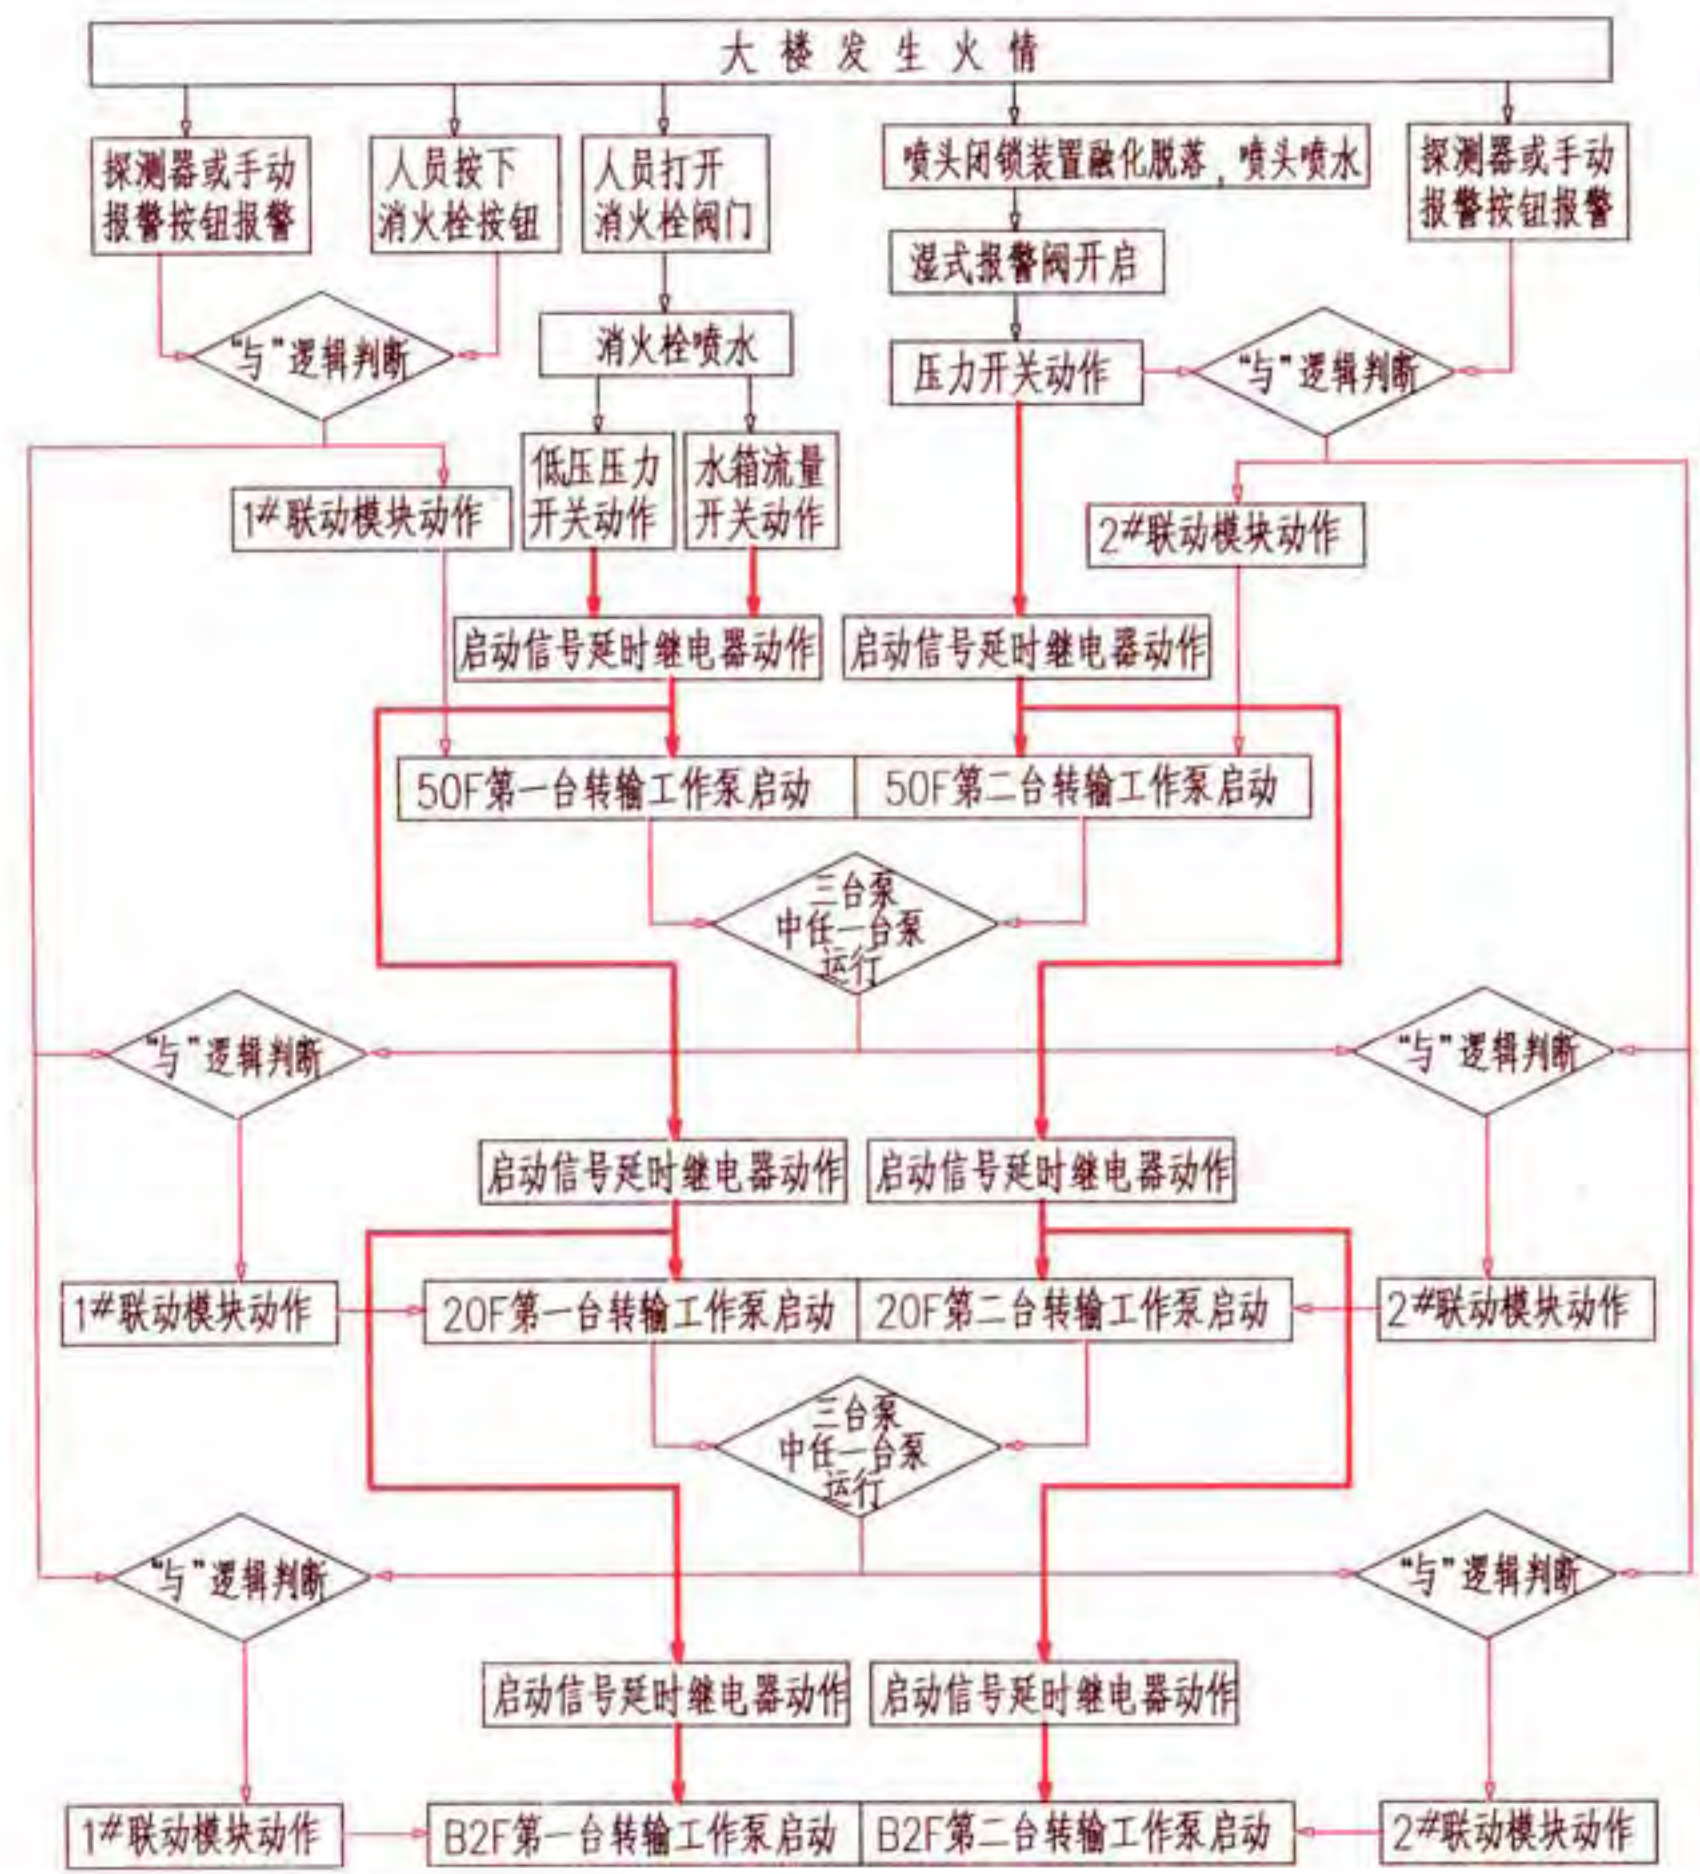 大楼发生火情
探测器或手动
报警按钮报警
人员按下
消火栓按钮
人员打开
消火栓阀门
喷头闭锁装置融化脱落，喷头喷水
探测器或手动
报警按钮报警
湿式报警阀开启
“与”逻辑判断
消火栓喷水
压力开关动作
“与”逻辑判断
低压压力
开关动作
水箱流量
开关动作
1#联动模块动作
2#联动模块动作
启动信号延时继电器动作
启动信号延时继电器动作
50F第一台转输工作泵启动
50F第二台转输工作泵启动
三台泵
中任一台泵
运行
“与”逻辑判断
“与”逻辑判断
启动信号延时继电器动作
启动信号延时继电器动作
1#联动模块动作
20F第一台转输工作泵启动
20F第二台转输工作泵启动
2#联动模块动作
三台泵
中任一台泵
运行
“与”逻辑判断
“与”逻辑判断
启动信号延时继电器动作
启动信号延时继电器动作
1#联动模块动作
B2F第一台转输工作泵启动
B2F第二台转输工作泵启动
2#联动模块动作